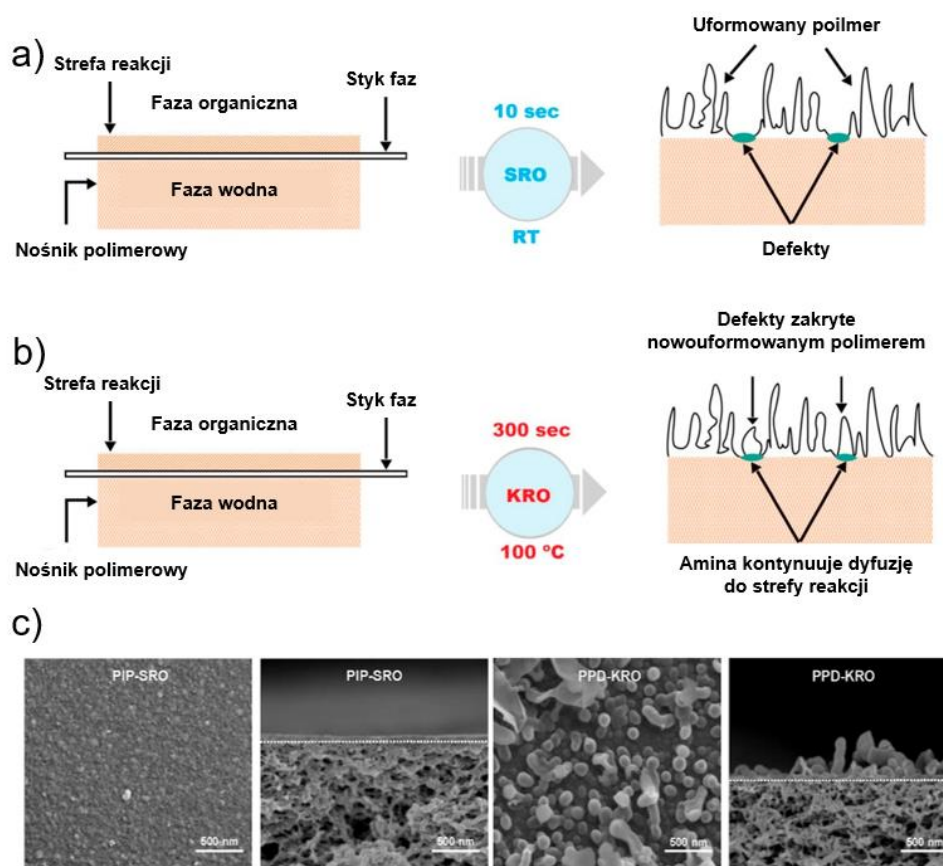 a)
Strefa reakcji
Faza organiczna
Styk faz
Faza wodna
Nośnik polimerowy
10 sec
SRO
RT
Uformowany poilmer
Defekty
b)
Strefa reakcji
Faza organiczna
Styk faz
Faza wodna
Nośnik polimerowy
300 sec
KRO
100 °C
Defekty zakryte
nowouformowanym polimerem
Amina kontynuuje dyfuzję
do strefy reakcji
c)
PIP-SRO
500 nm
PIP-SRO
500 nm
PPD-KRO
500 nm
PPD-KRO
500 nm